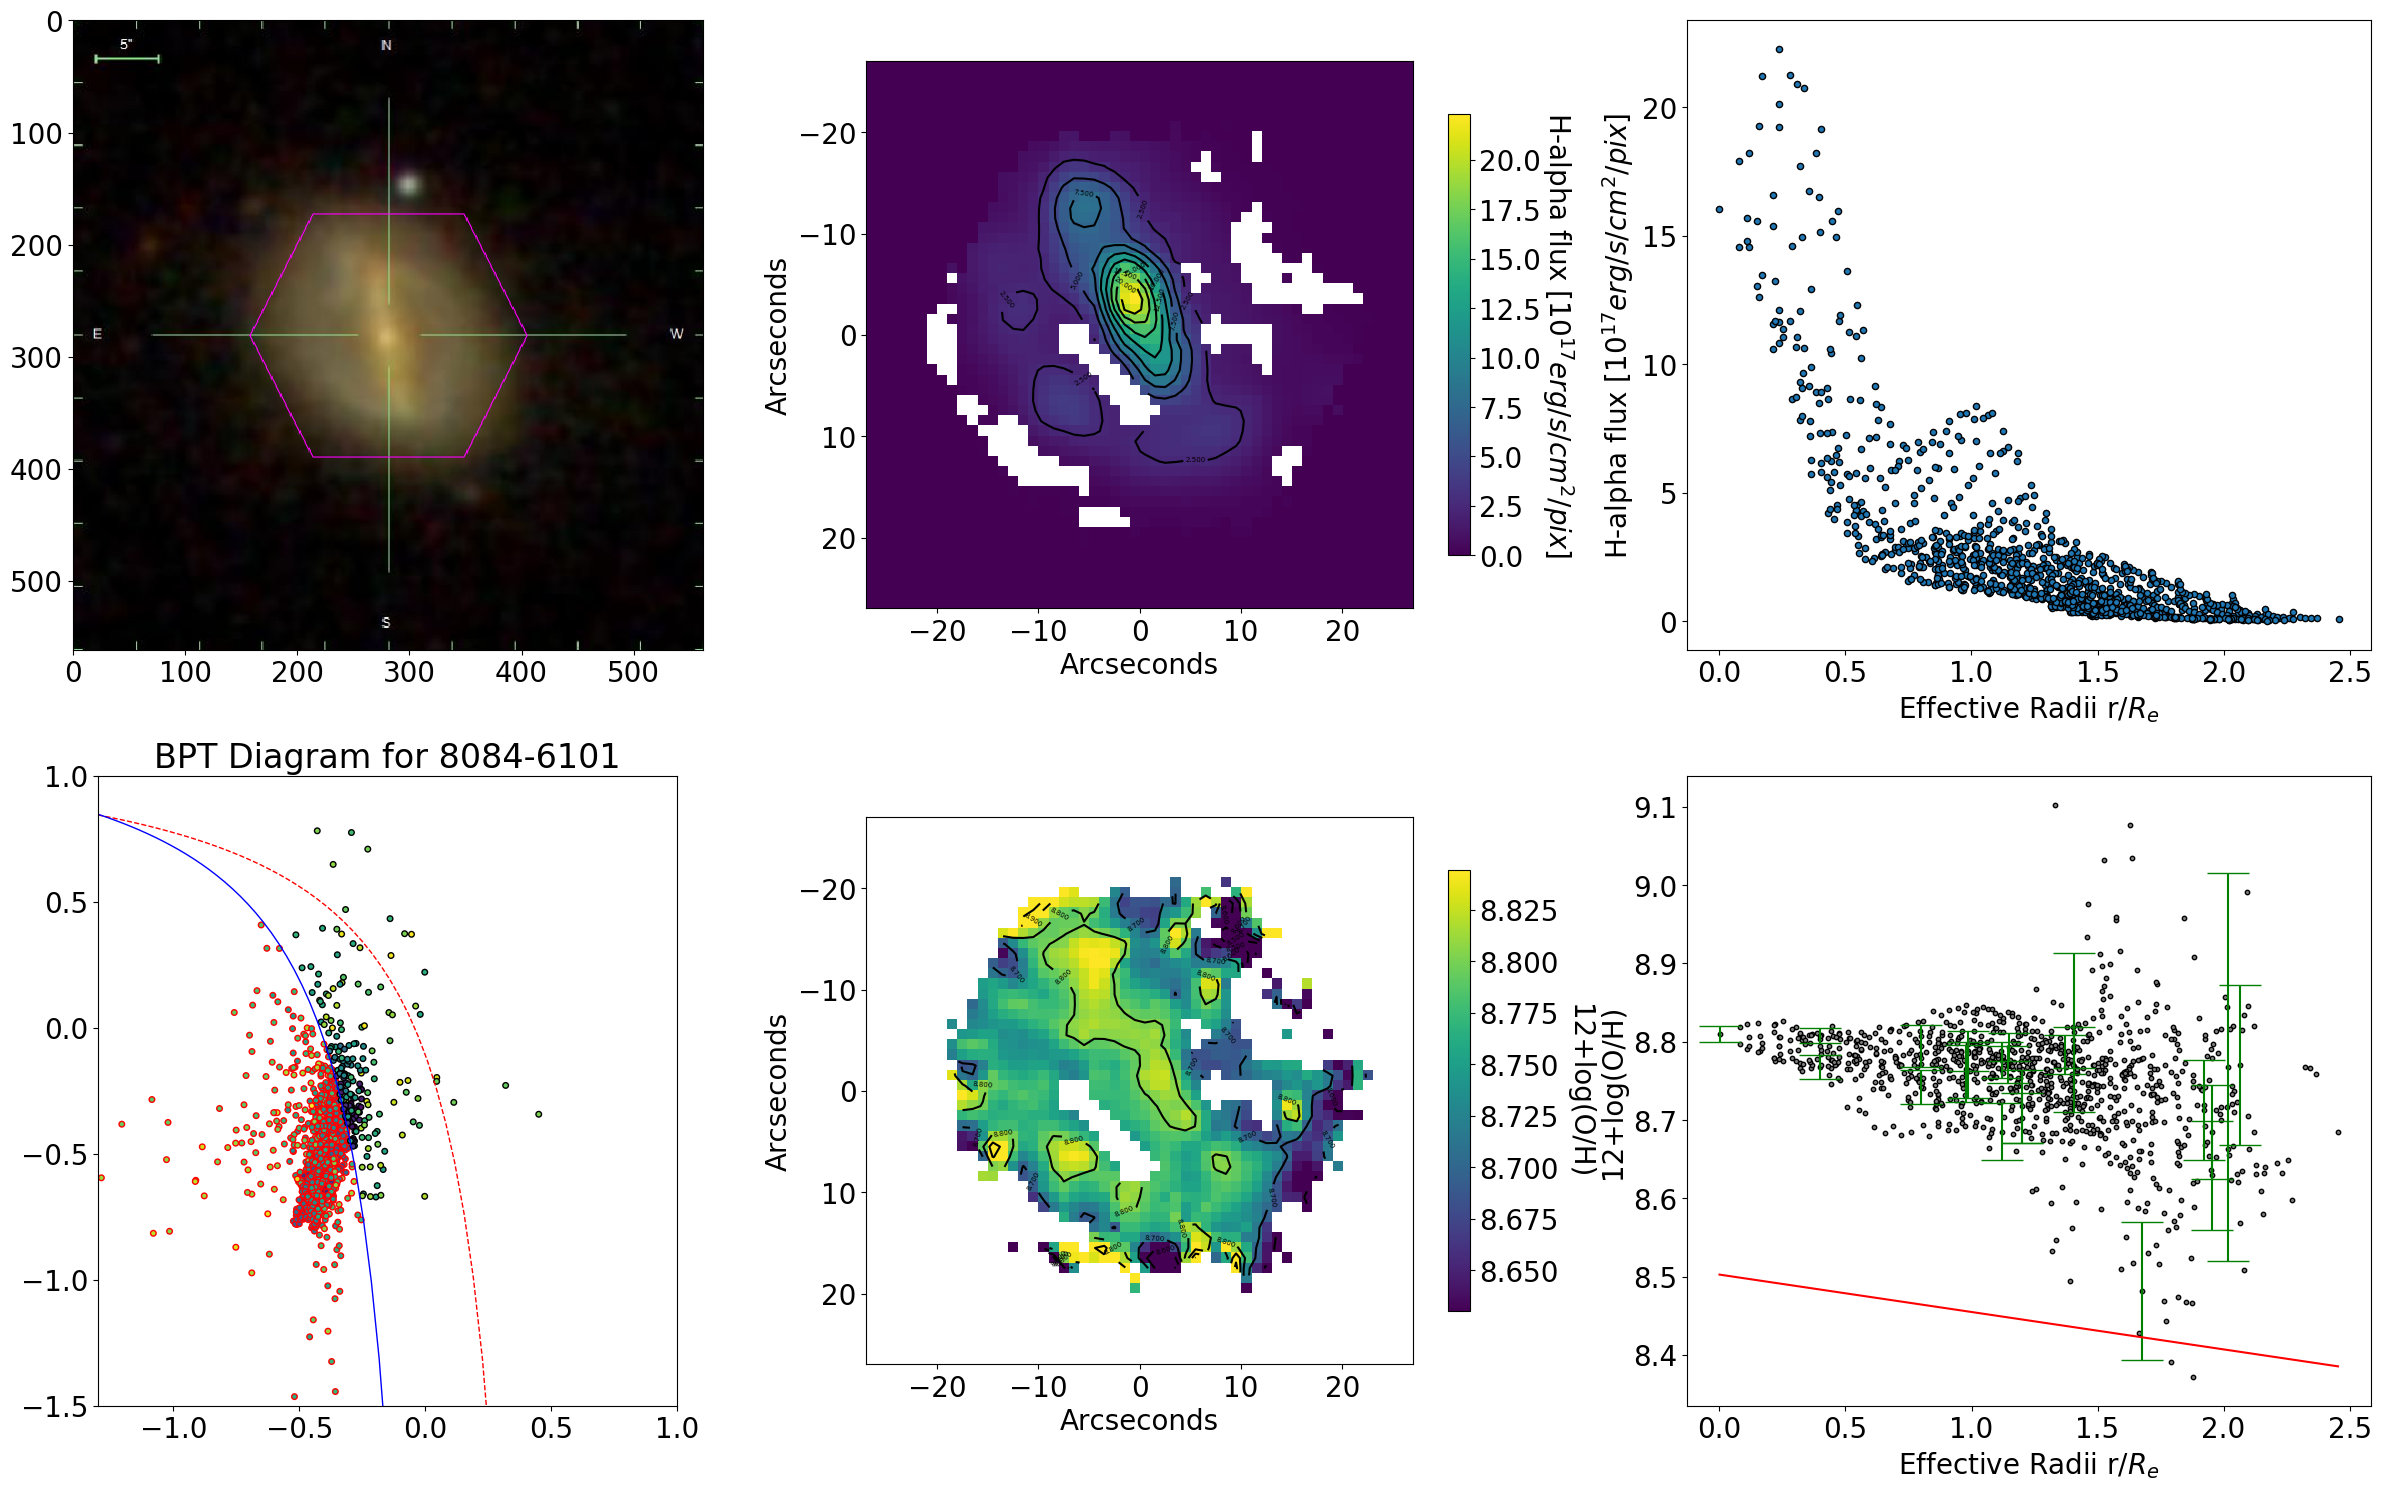 0
100
200
300
400
500
5"
N
E
W
S
0 100 200 300 400 500
−20
−10
0
10
20
Arcseconds
−20 −10 0 10 20
Arcseconds
20.0
17.5
15.0
12.5
10.0
7.5
5.0
2.5
0.0
H-alpha flux [10^17 erg/s/cm^2/pix]
H-alpha flux [10^17 erg/s/cm^2/pix]
20
15
10
5
0
0.0 0.5 1.0 1.5 2.0 2.5
Effective Radii r/R_e
BPT Diagram for 8084-6101
1.0
0.5
0.0
−0.5
−1.0
−1.5
−1.0 −0.5 0.0 0.5 1.0
−20
−10
0
10
20
Arcseconds
−20 −10 0 10 20
Arcseconds
8.825
8.800
8.775
8.750
8.725
8.700
8.675
8.650
12+log(O/H)
12+log(O/H)
9.1
9.0
8.9
8.8
8.7
8.6
8.5
8.4
0.0 0.5 1.0 1.5 2.0 2.5
Effective Radii r/R_e